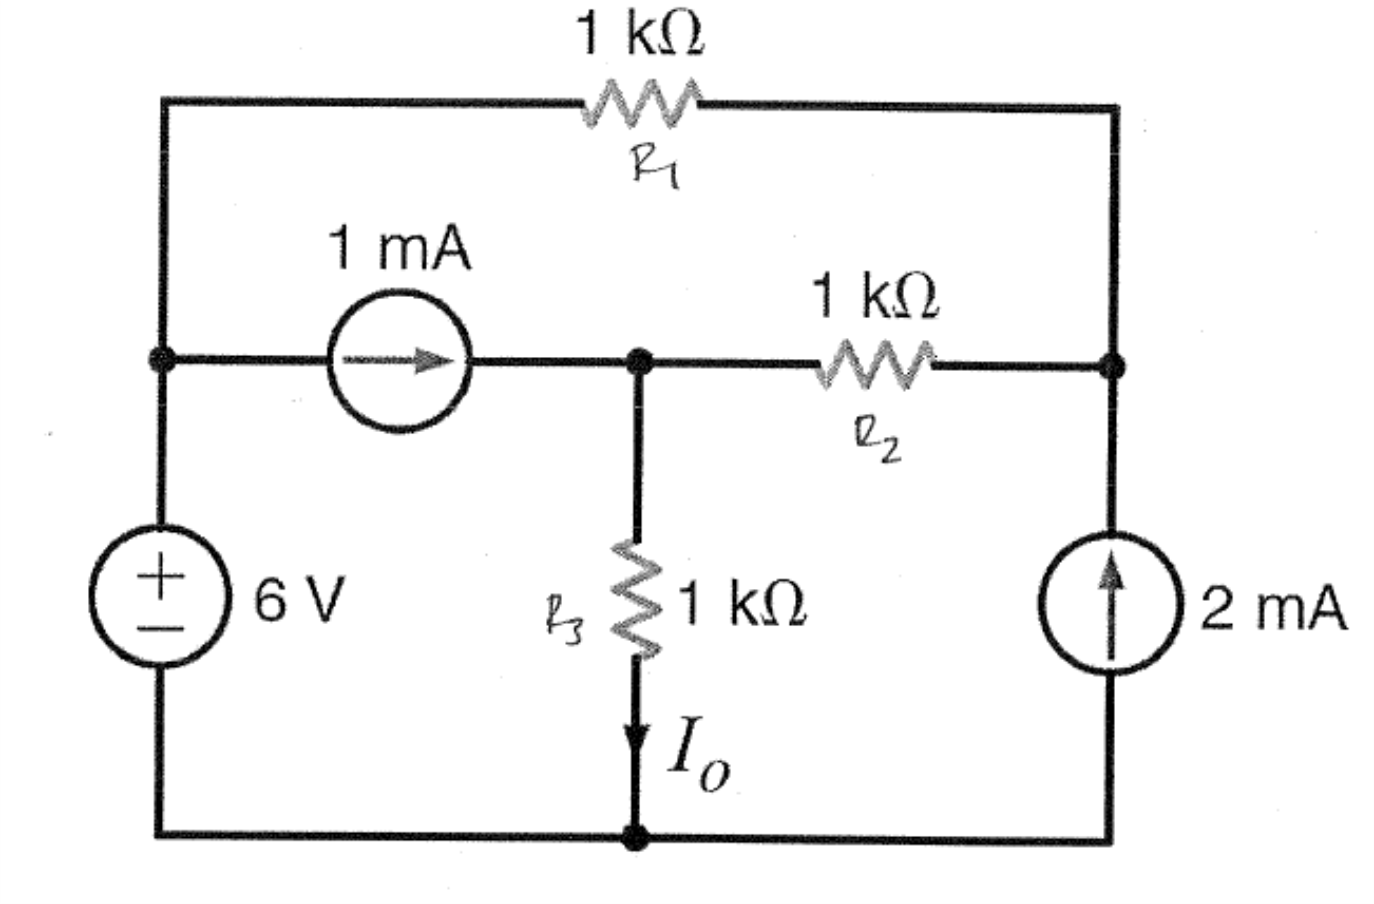 1 kΩ
R1
1 mA
1 kΩ
R2
+
−
6 V
R3
1 kΩ
2 mA
Io